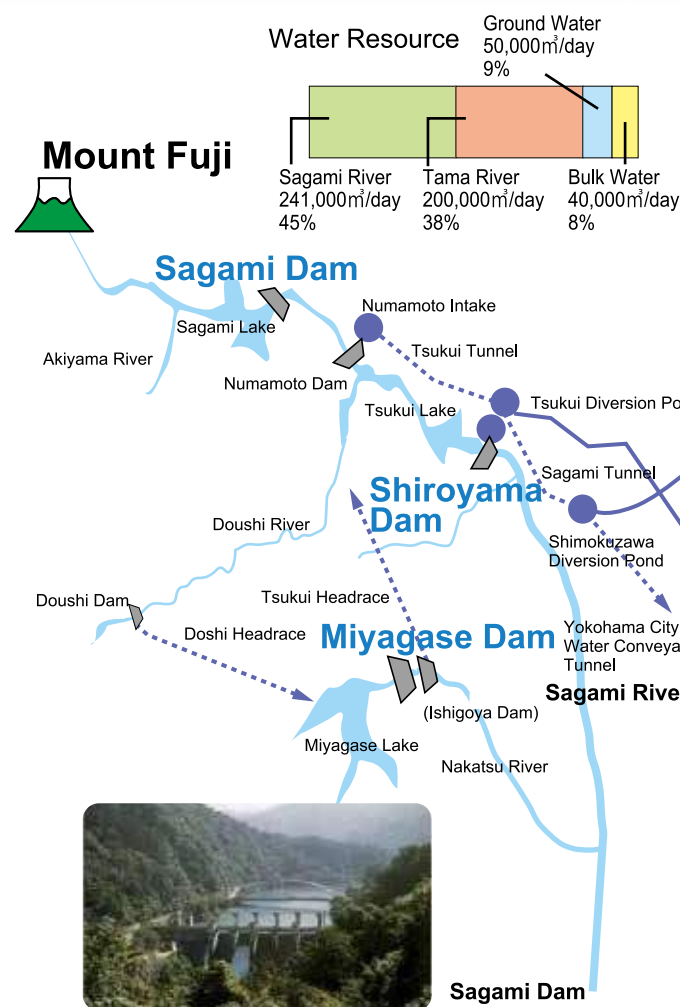 Water Resource
Ground Water
50,000㎥/day
9%
Sagami River
241,000㎥/day
45%
Tama River
200,000㎥/day
38%
Bulk Water
40,000㎥/day
8%
Mount Fuji
Sagami Dam
Sagami Lake
Akiyama River
Numamoto Intake
Tsukui Tunnel
Numamoto Dam
Tsukui Lake
Tsukui Diversion Po
Shiroyama
Dam
Sagami Tunnel
Shimokuzawa
Diversion Pond
Doushi River
Doushi Dam
Tsukui Headrace
Doshi Headrace
Miyagase Dam
Yokohama City
Water Conveya
Tunnel
Sagami Rive
(Ishigoya Dam)
Miyagase Lake
Nakatsu River
Sagami Dam